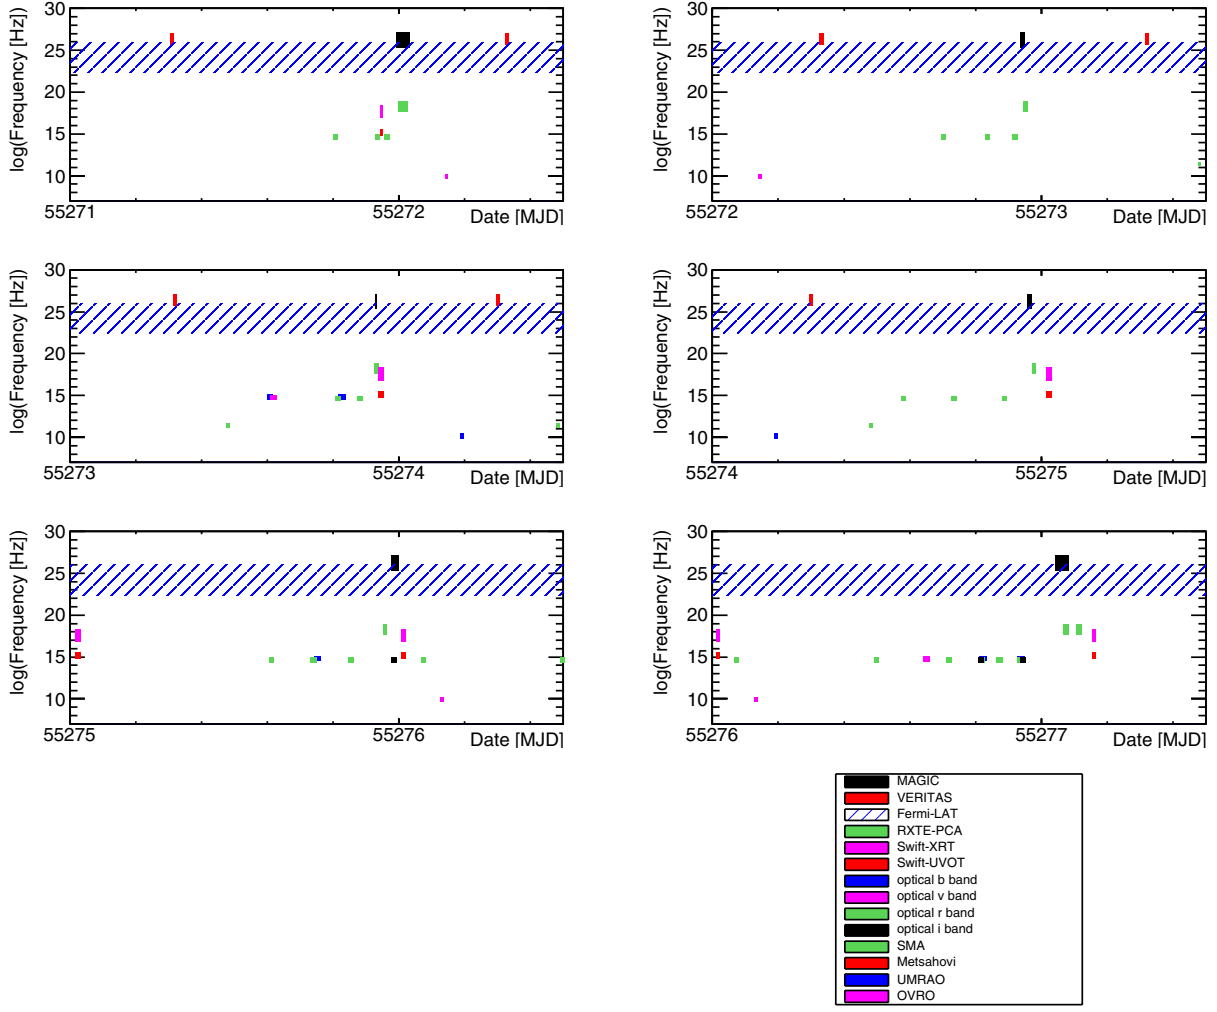 log(Frequency [Hz])
30
25
20
15
10
55271
55272
Date [MJD]
log(Frequency [Hz])
30
25
20
15
10
55272
55273
Date [MJD]
log(Frequency [Hz])
30
25
20
15
10
55273
55274
Date [MJD]
log(Frequency [Hz])
30
25
20
15
10
55274
55275
Date [MJD]
log(Frequency [Hz])
30
25
20
15
10
55275
55276
Date [MJD]
log(Frequency [Hz])
30
25
20
15
10
55276
55277
Date [MJD]
MAGIC
VERITAS
Fermi-LAT
RXTE-PCA
Swift-XRT
Swift-UVOT
optical b band
optical v band
optical r band
optical i band
SMA
Metsahovi
UMRAO
OVRO